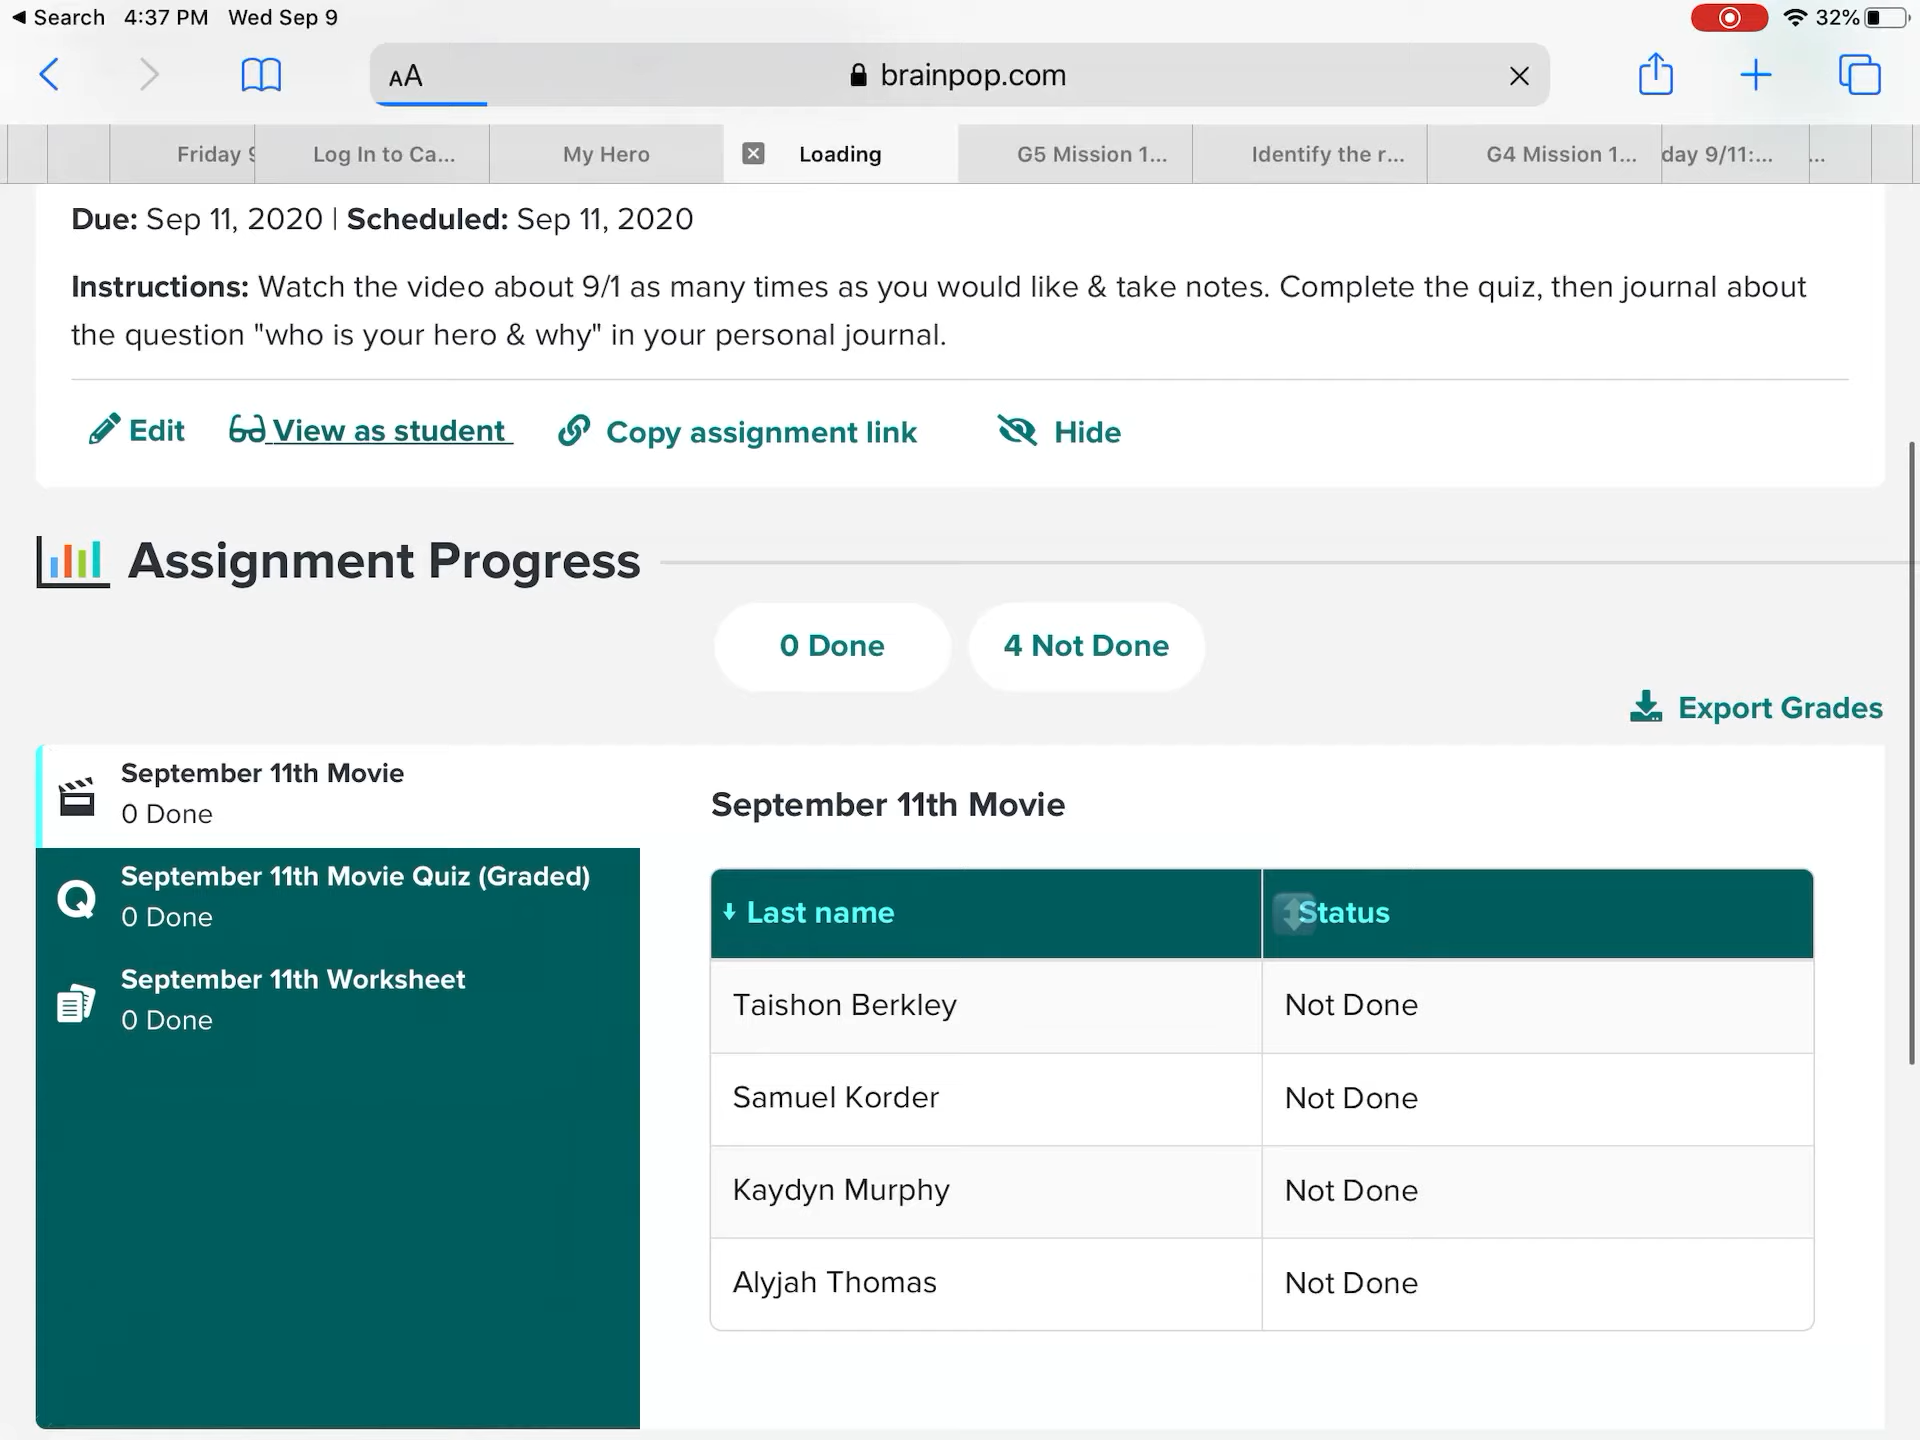 Search 4:37 PM Wed Sep 9 32%
AA brainpop.com
Friday 9 Log In to Ca... My Hero Loading G5 Mission 1... Identify the r... G4 Mission 1... day 9/11:... ...
Due: Sep 11, 2020 | Scheduled: Sep 11, 2020
Instructions: Watch the video about 9/1 as many times as you would like & take notes. Complete the quiz, then journal about
the question "who is your hero & why" in your personal journal.
Edit View as student Copy assignment link Hide
Assignment Progress
0 Done 4 Not Done
Export Grades
September 11th Movie
0 Done
Q September 11th Movie Quiz (Graded)
0 Done
September 11th Worksheet
0 Done
September 11th Movie
Last name Status
Taishon Berkley Not Done
Samuel Korder Not Done
Kaydyn Murphy Not Done
Alyjah Thomas Not Done